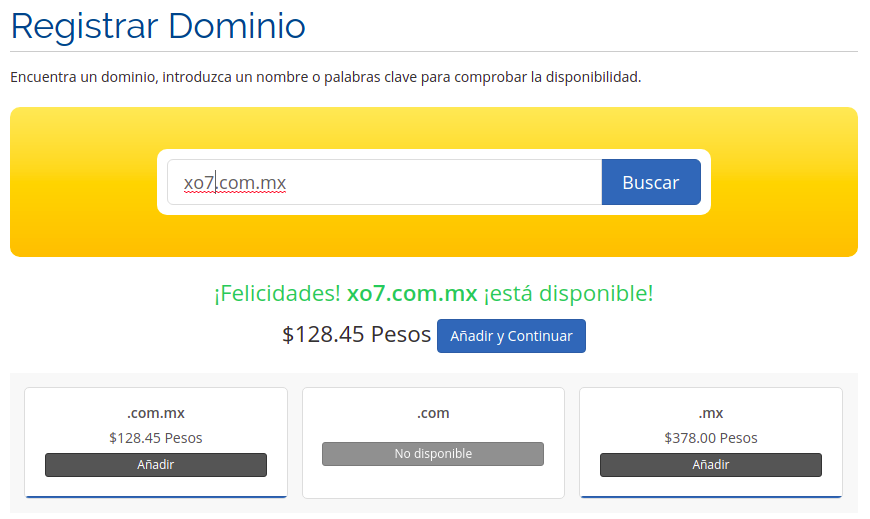 Registrar Dominio
Encuentra un dominio, introduzca un nombre o palabras clave para comprobar la disponibilidad.
xo7.com.mx
Buscar
¡Felicidades! xo7.com.mx ¡está disponible!
$128.45 Pesos
Añadir y Continuar
.com.mx
$128.45 Pesos
Añadir
.com
No disponible
.mx
$378.00 Pesos
Añadir